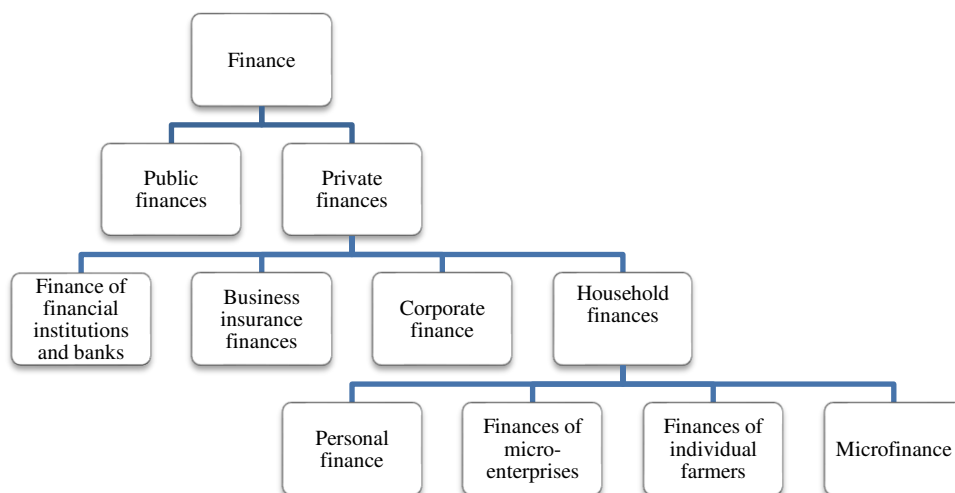 Finance
Public
finances
Private
finances
Finance of
financial
institutions
and banks
Business
insurance
finances
Corporate
finance
Household
finances
Personal
finance
Finances of
micro-
enterprises
Finances of
individual
farmers
Microfinance